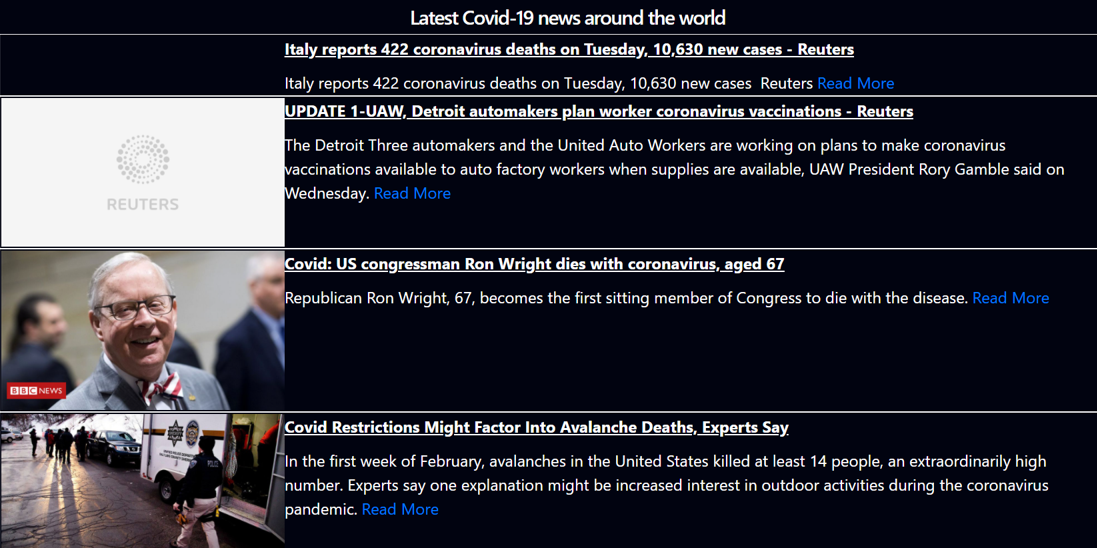 Latest Covid-19 news around the world
Italy reports 422 coronavirus deaths on Tuesday, 10,630 new cases - Reuters
Italy reports 422 coronavirus deaths on Tuesday, 10,630 new cases  Reuters Read More
UPDATE 1-UAW, Detroit automakers plan worker coronavirus vaccinations - Reuters
The Detroit Three automakers and the United Auto Workers are working on plans to make coronavirus
vaccinations available to auto factory workers when supplies are available, UAW President Rory Gamble said on
Wednesday. Read More
REUTERS
Covid: US congressman Ron Wright dies with coronavirus, aged 67
Republican Ron Wright, 67, becomes the first sitting member of Congress to die with the disease. Read More
BBC NEWS
Covid Restrictions Might Factor Into Avalanche Deaths, Experts Say
In the first week of February, avalanches in the United States killed at least 14 people, an extraordinarily high
number. Experts say one explanation might be increased interest in outdoor activities during the coronavirus
pandemic. Read More